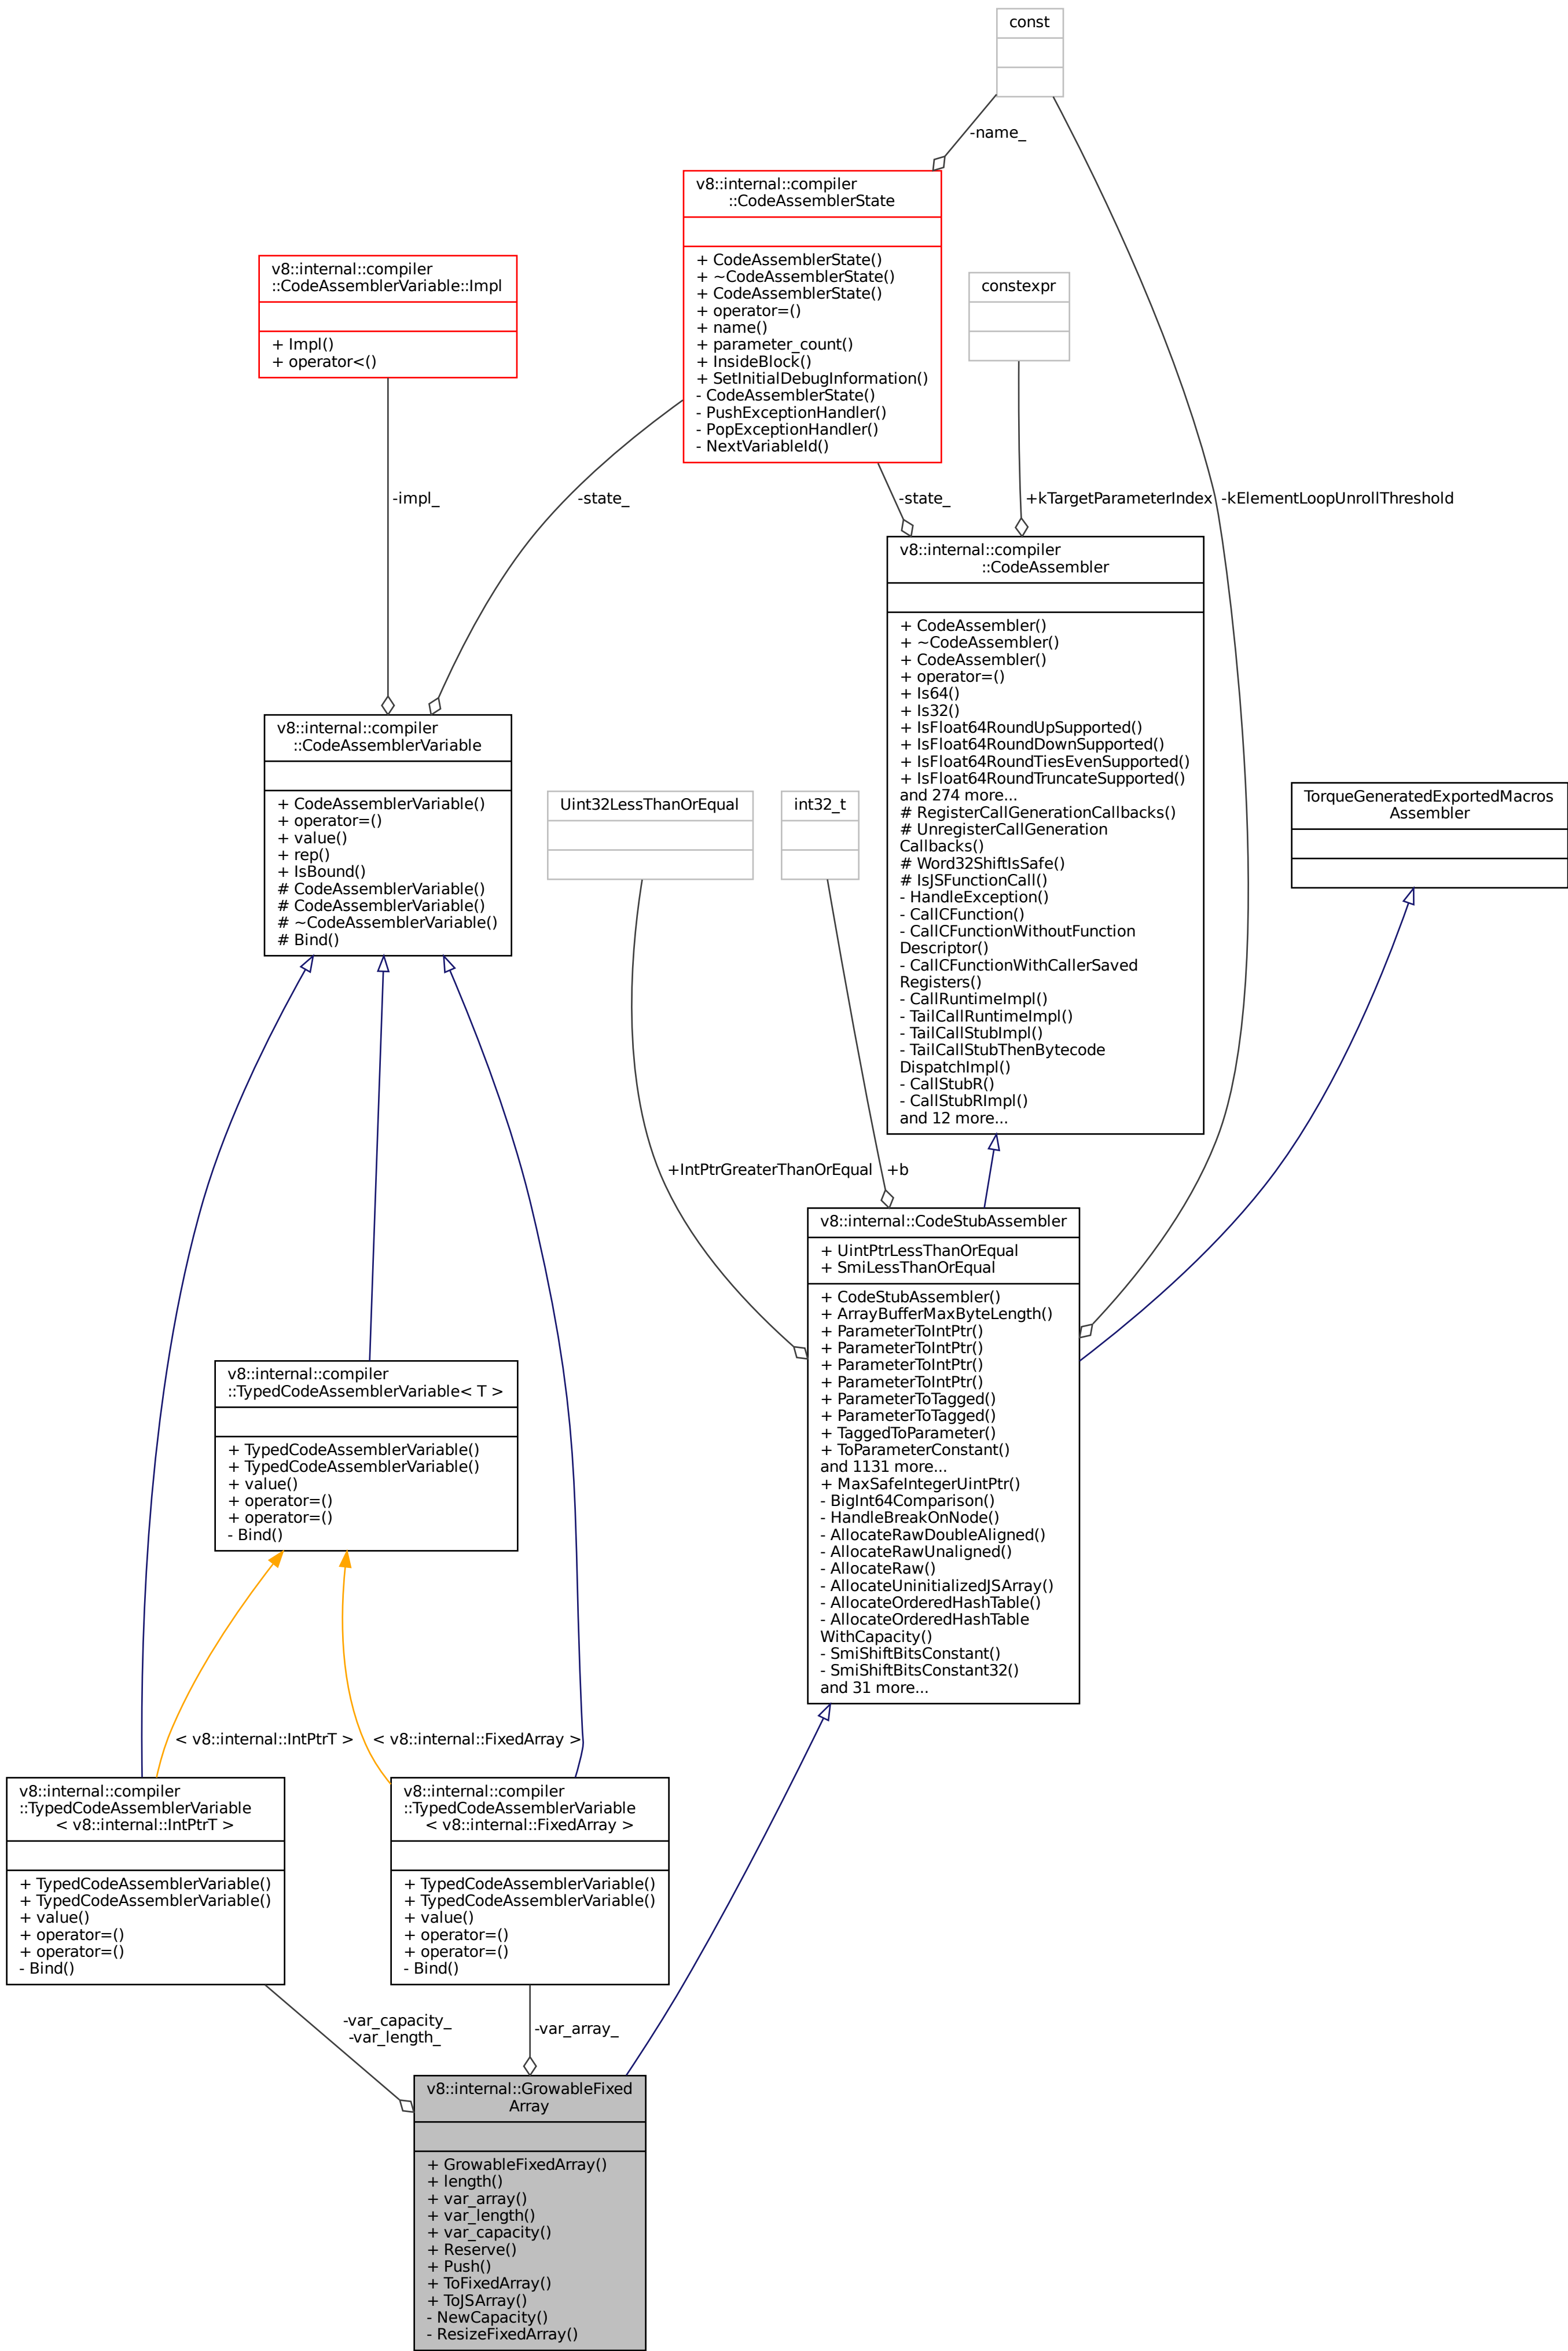 const
-name_
v8::internal::compiler
::CodeAssemblerState
+ CodeAssemblerState()
+ ~CodeAssemblerState()
+ CodeAssemblerState()
+ operator=()
+ name()
+ parameter_count()
+ InsideBlock()
+ SetInitialDebugInformation()
- CodeAssemblerState()
- PushExceptionHandler()
- PopExceptionHandler()
- NextVariableId()
v8::internal::compiler
::CodeAssemblerVariable::Impl
+ Impl()
+ operator<()
constexpr
-impl_
-state_
-state_
+kTargetParameterIndex
-kElementLoopUnrollThreshold
v8::internal::compiler
::CodeAssembler
+ CodeAssembler()
+ ~CodeAssembler()
+ CodeAssembler()
+ operator=()
+ Is64()
+ Is32()
+ IsFloat64RoundUpSupported()
+ IsFloat64RoundDownSupported()
+ IsFloat64RoundTiesEvenSupported()
+ IsFloat64RoundTruncateSupported()
and 274 more...
# RegisterCallGenerationCallbacks()
# UnregisterCallGeneration
Callbacks()
# Word32ShiftIsSafe()
# IsJSFunctionCall()
- HandleException()
- CallCFunction()
- CallCFunctionWithoutFunction
Descriptor()
- CallCFunctionWithCallerSaved
Registers()
- CallRuntimeImpl()
- TailCallRuntimeImpl()
- TailCallStubImpl()
- TailCallStubThenBytecode
DispatchImpl()
- CallStubR()
- CallStubRImpl()
and 12 more...
v8::internal::compiler
::CodeAssemblerVariable
+ CodeAssemblerVariable()
+ operator=()
+ value()
+ rep()
+ IsBound()
# CodeAssemblerVariable()
# CodeAssemblerVariable()
# ~CodeAssemblerVariable()
# Bind()
Uint32LessThanOrEqual
int32_t
TorqueGeneratedExportedMacros
Assembler
+IntPtrGreaterThanOrEqual
+b
v8::internal::CodeStubAssembler
+ UintPtrLessThanOrEqual
+ SmiLessThanOrEqual
+ CodeStubAssembler()
+ ArrayBufferMaxByteLength()
+ ParameterToIntPtr()
+ ParameterToIntPtr()
+ ParameterToIntPtr()
+ ParameterToIntPtr()
+ ParameterToTagged()
+ ParameterToTagged()
+ TaggedToParameter()
+ ToParameterConstant()
and 1131 more...
+ MaxSafeIntegerUintPtr()
- BigInt64Comparison()
- HandleBreakOnNode()
- AllocateRawDoubleAligned()
- AllocateRawUnaligned()
- AllocateRaw()
- AllocateUninitializedJSArray()
- AllocateOrderedHashTable()
- AllocateOrderedHashTable
WithCapacity()
- SmiShiftBitsConstant()
- SmiShiftBitsConstant32()
and 31 more...
v8::internal::compiler
::TypedCodeAssemblerVariable< T >
+ TypedCodeAssemblerVariable()
+ TypedCodeAssemblerVariable()
+ value()
+ operator=()
+ operator=()
- Bind()
< v8::internal::IntPtrT >
< v8::internal::FixedArray >
v8::internal::compiler
::TypedCodeAssemblerVariable
< v8::internal::IntPtrT >
+ TypedCodeAssemblerVariable()
+ TypedCodeAssemblerVariable()
+ value()
+ operator=()
+ operator=()
- Bind()
v8::internal::compiler
::TypedCodeAssemblerVariable
< v8::internal::FixedArray >
+ TypedCodeAssemblerVariable()
+ TypedCodeAssemblerVariable()
+ value()
+ operator=()
+ operator=()
- Bind()
-var_capacity_
-var_length_
-var_array_
v8::internal::GrowableFixed
Array
+ GrowableFixedArray()
+ length()
+ var_array()
+ var_length()
+ var_capacity()
+ Reserve()
+ Push()
+ ToFixedArray()
+ ToJSArray()
- NewCapacity()
- ResizeFixedArray()